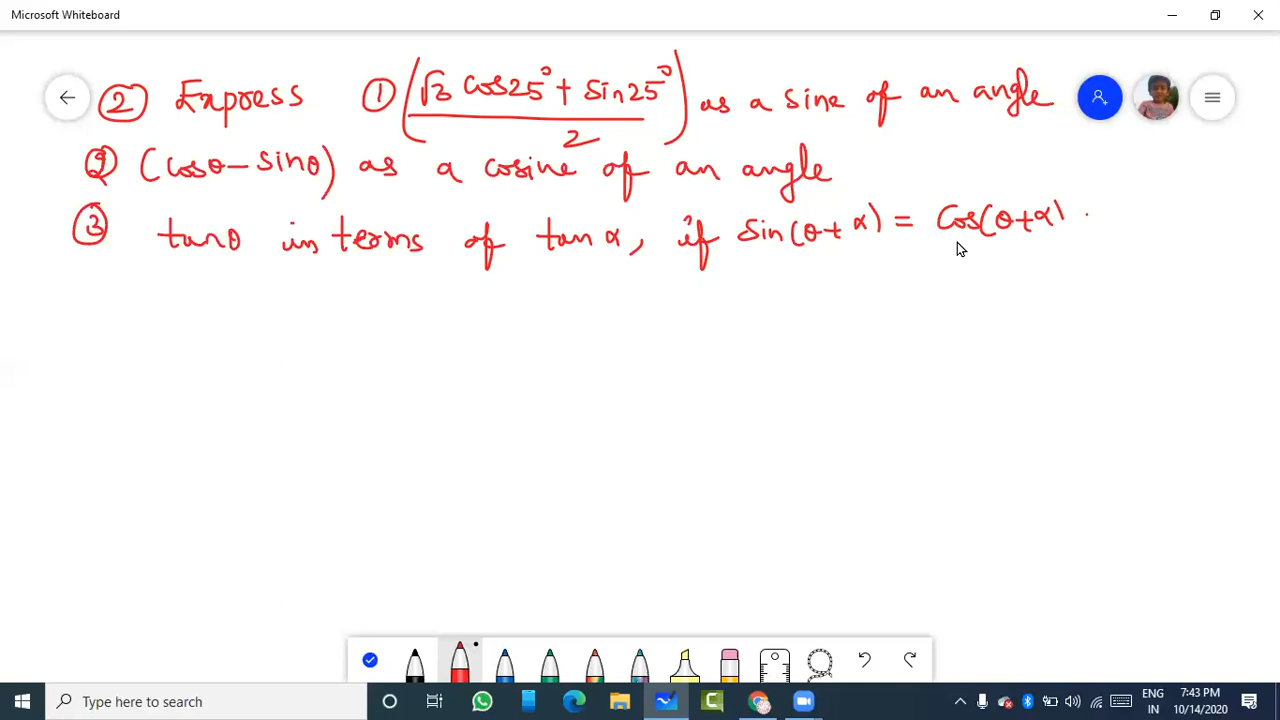 Microsoft Whiteboard
② Express ① (√3 cos25° + sin25° / 2) as a sine of an angle
② (cosθ − sinθ) as a cosine of an angle
③ tanθ in terms of tanα, if sin(θ+α) = cos(θ+α) .
Type here to search
ENG
IN
7:43 PM
10/14/2020